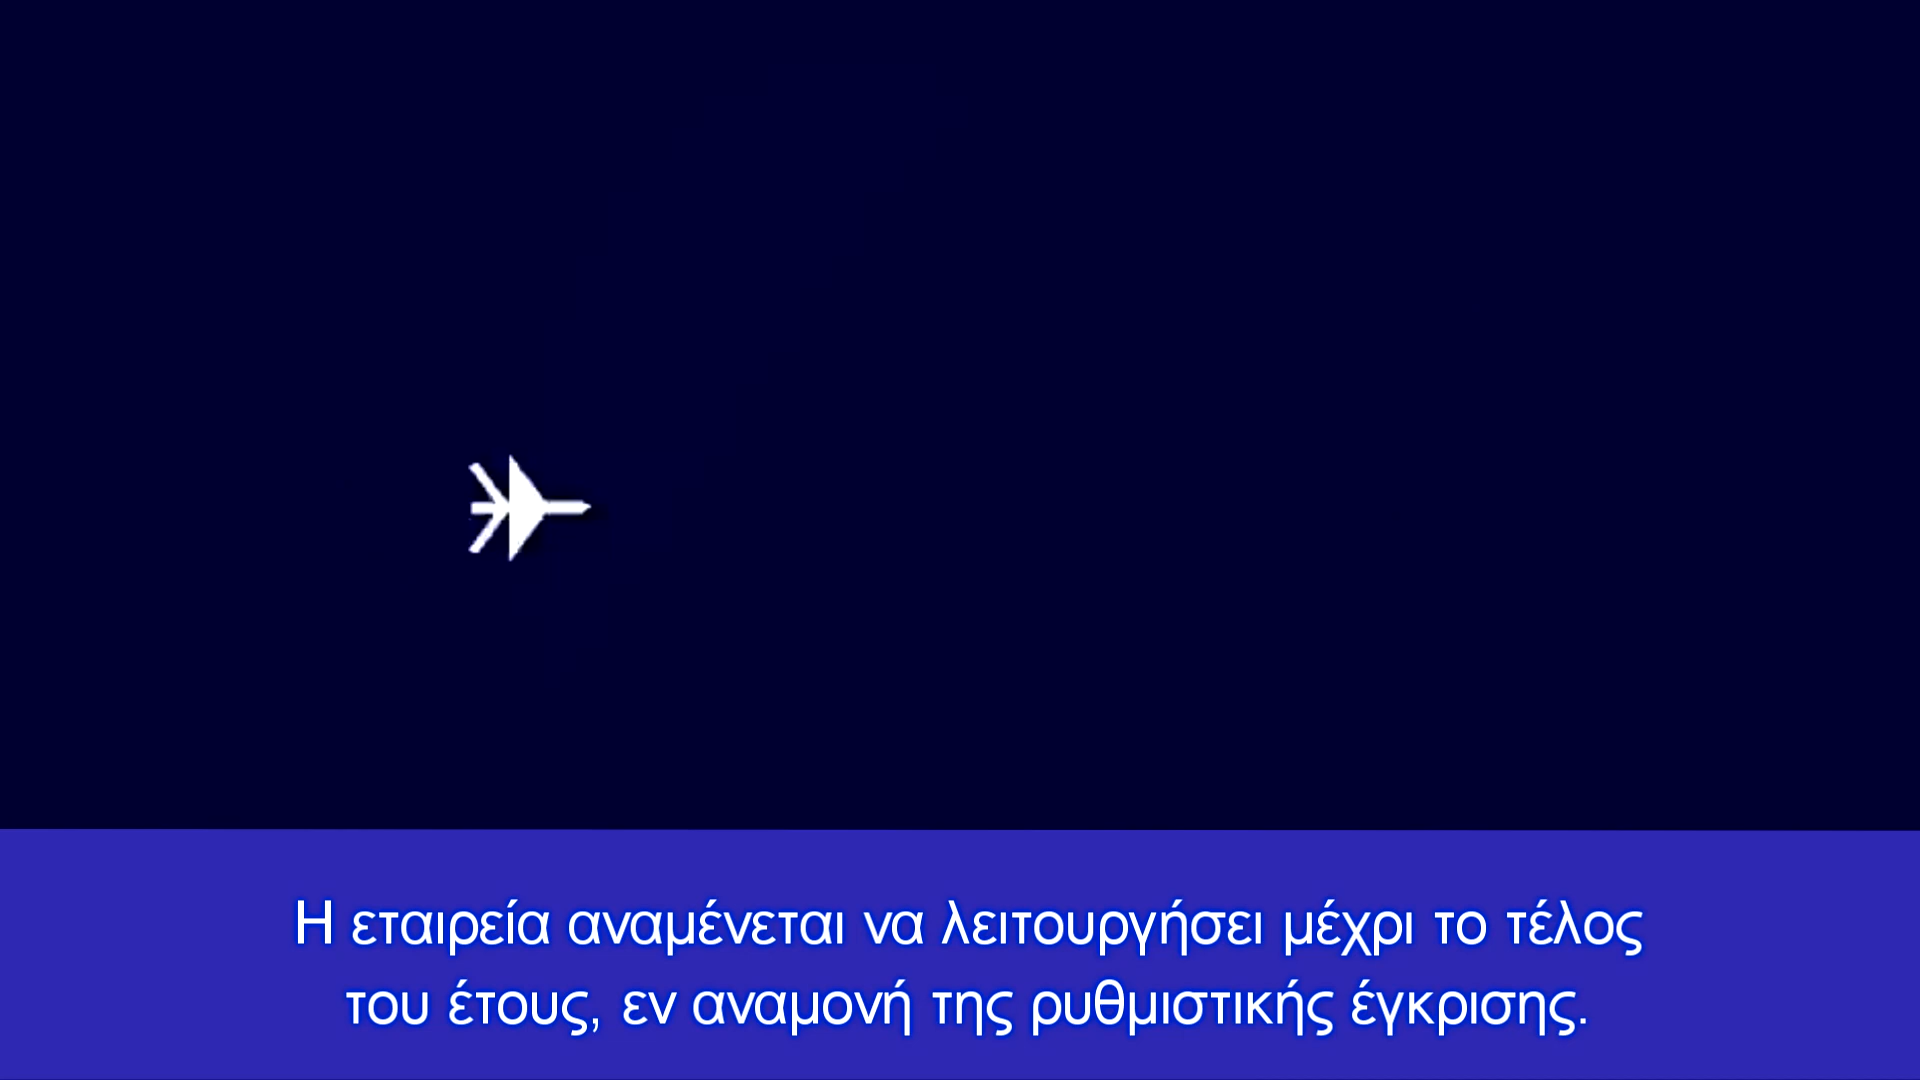 Η εταιρεία αναμένεται να λειτουργήσει μέχρι το τέλος
του έτους, εν αναμονή της ρυθμιστικής έγκρισης.